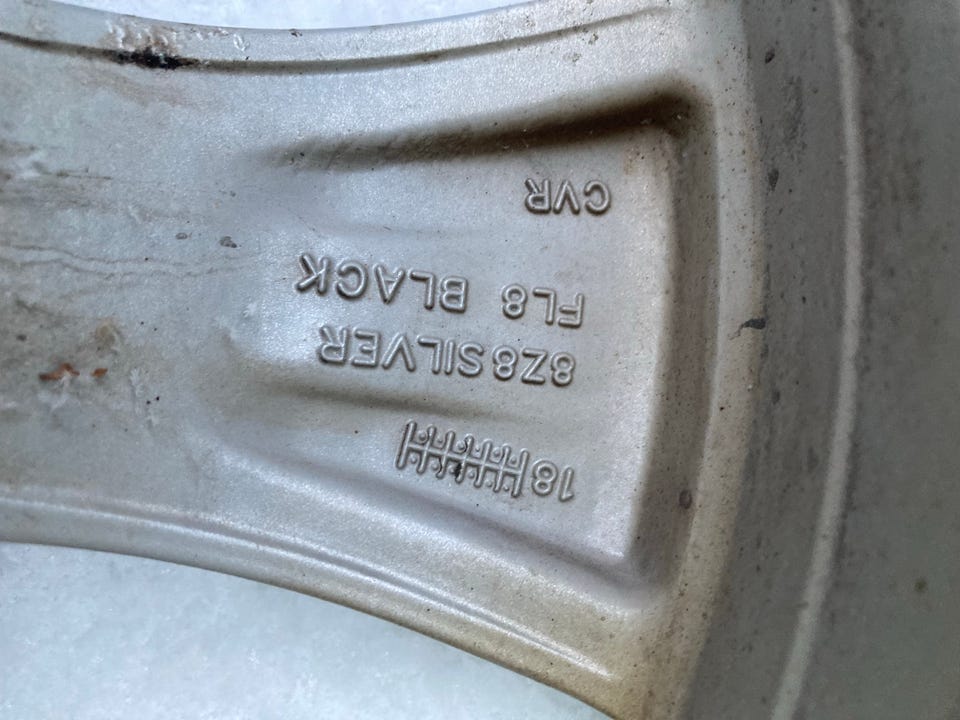 18
8Z8 SILVER
FL8 BLACK
CVR